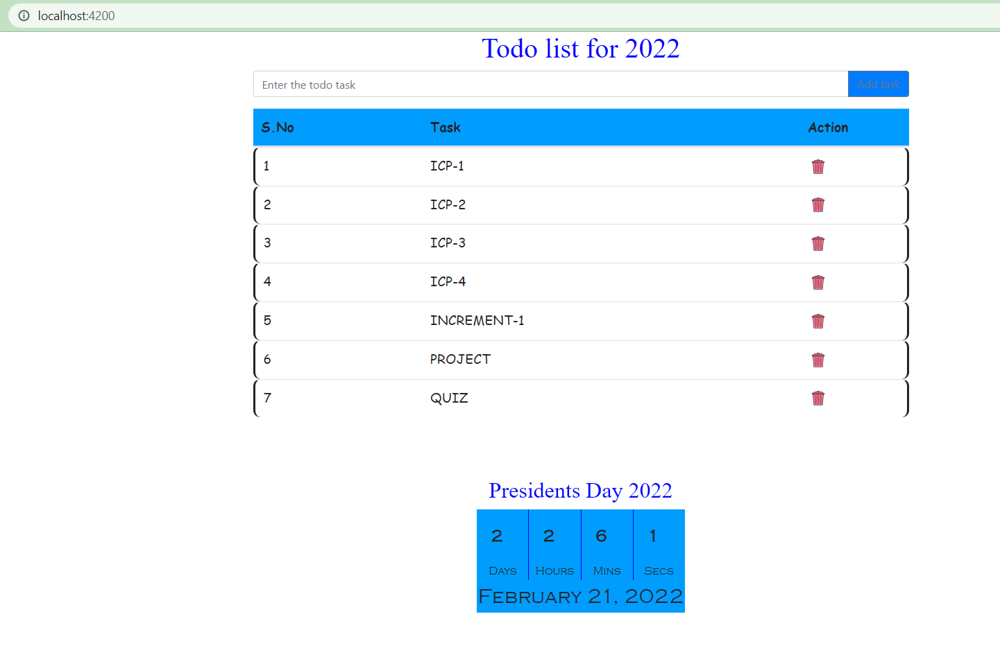 localhost:4200
Todo list for 2022
Enter the todo task Add task
S.No Task Action
1 ICP-1
2 ICP-2
3 ICP-3
4 ICP-4
5 INCREMENT-1
6 PROJECT
7 QUIZ
Presidents Day 2022
2 2 6 1
Days Hours Mins Secs
February 21, 2022